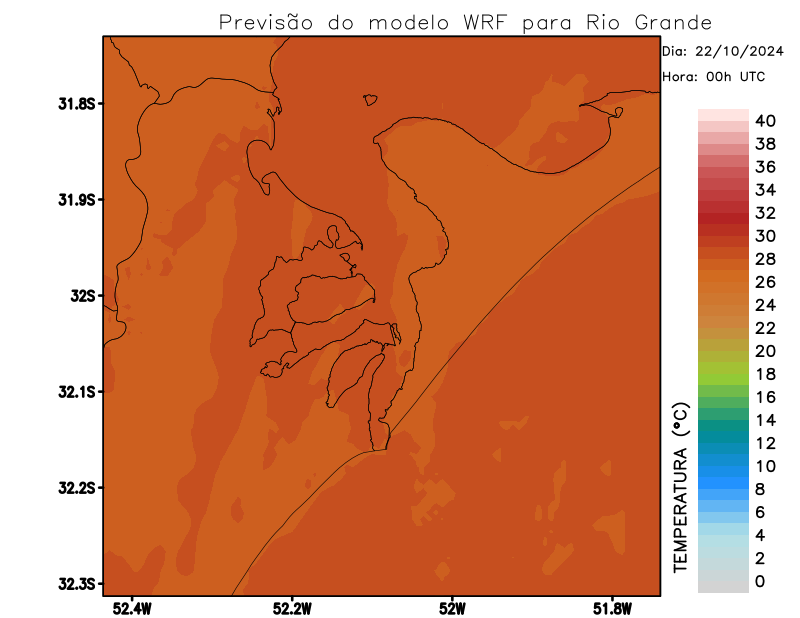 Previsão do modelo WRF para Rio Grande
Dia: 22/10/2024
Hora: 00h UTC
31.8S
31.9S
32S
32.1S
32.2S
32.3S
52.4W
52.2W
52W
51.8W
40
38
36
34
32
30
28
26
24
22
20
18
16
14
12
10
8
6
4
2
0
TEMPERATURA (°C)